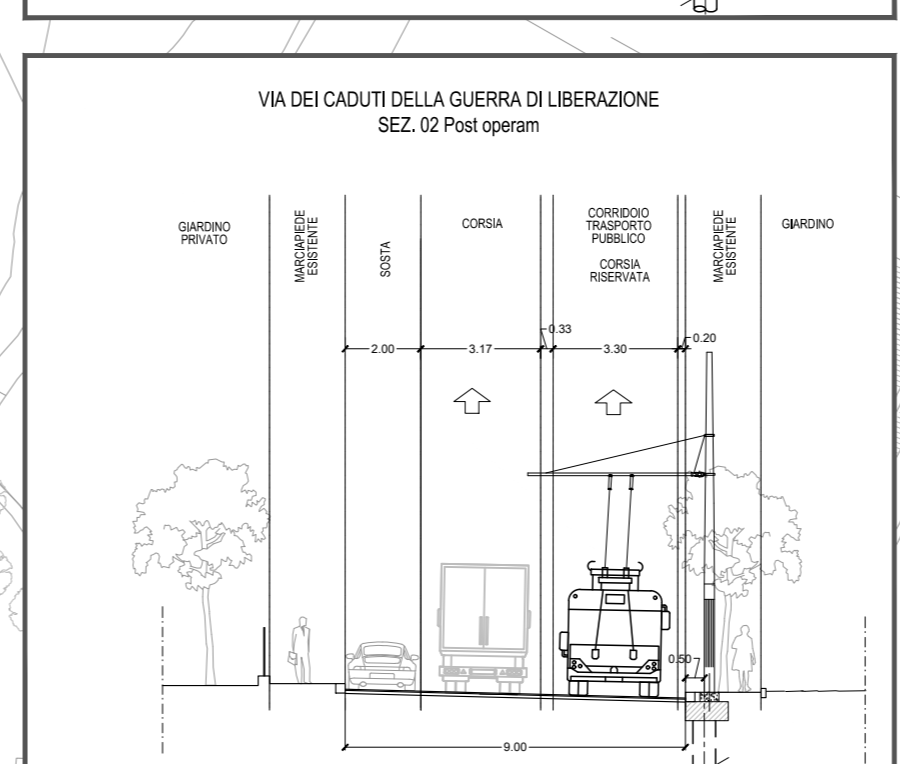 VIA DEI CADUTI DELLA GUERRA DI LIBERAZIONE
SEZ. 02 Post operam
GIARDINO
PRIVATO
MARCIAPIEDE
ESISTENTE
SOSTA
CORSIA
CORRIDOIO
TRASPORTO
PUBBLICO
CORSIA
RISERVATA
MARCIAPIEDE
ESISTENTE
GIARDINO
2.00
3.17
0.33
3.30
0.20
0.50
9.00